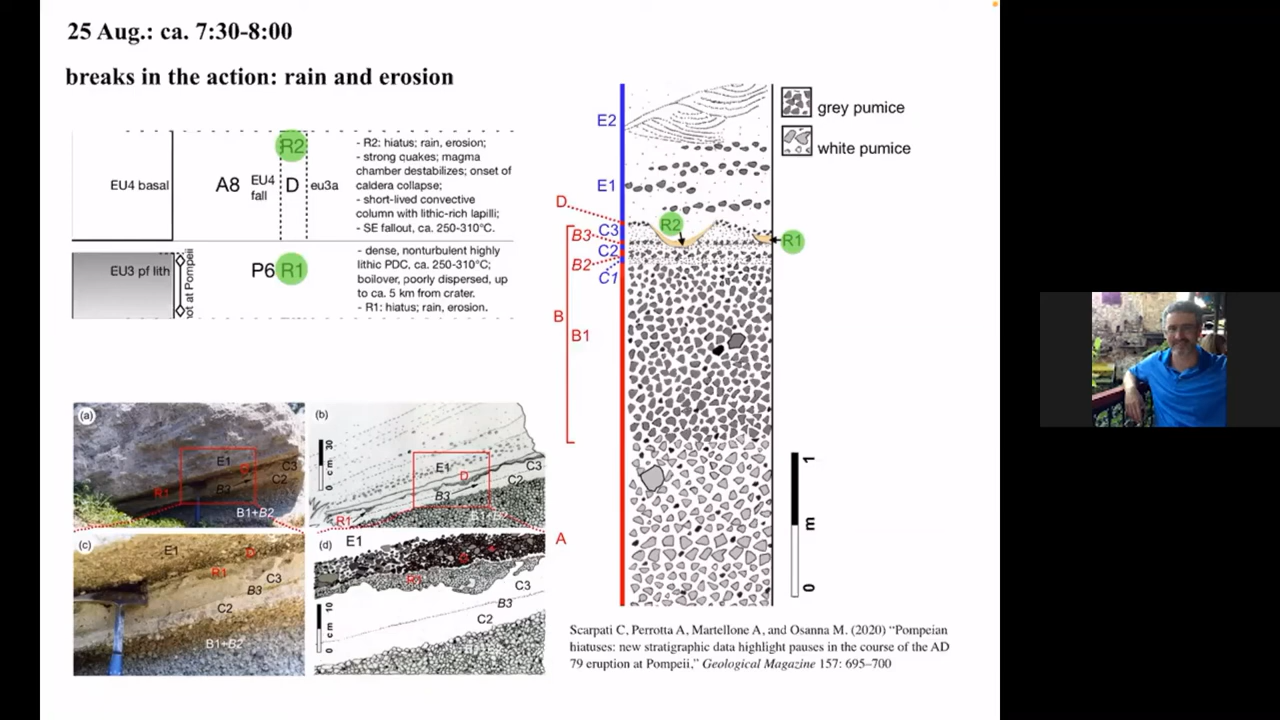 25 Aug.: ca. 7:30-8:00
breaks in the action: rain and erosion
EU4 basal
A8
EU4
fall
R2
D
eu3a
- R2: hiatus; rain, erosion;
- strong quakes; magma
chamber destabilizes; onset of
caldera collapse;
- short-lived convective
column with lithic-rich lapilli;
- SE fallout, ca. 250-310°C.
EU3 pf lith
not at Pompeii
P6
R1
- dense, nonturbulent highly
lithic PDC, ca. 250-310°C;
boilover, poorly dispersed, up
to ca. 5 km from crater.
- R1: hiatus; rain, erosion.
grey pumice
white pumice
E2
E1
D
C3
B3
C2
B2
C1
B
B1
A
R2
R1
1
m
0
(a)
E1
D
C3
R1
B3
C2
B1+B2
(b)
30
cm
0
E1
D
C3
B3
C2
R1
(c)
E1
D
R1
C3
B3
C2
B1+B2
(d)
E1
R1
C3
B3
C2
10
cm
0
Scarpati C, Perrotta A, Martellone A, and Osanna M. (2020) “Pompeian
hiatuses: new stratigraphic data highlight pauses in the course of the AD
79 eruption at Pompeii,” Geological Magazine 157: 695–700